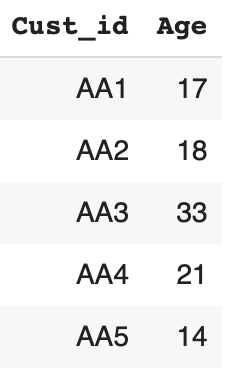 Cust_id Age
AA1 17
AA2 18
AA3 33
AA4 21
AA5 14